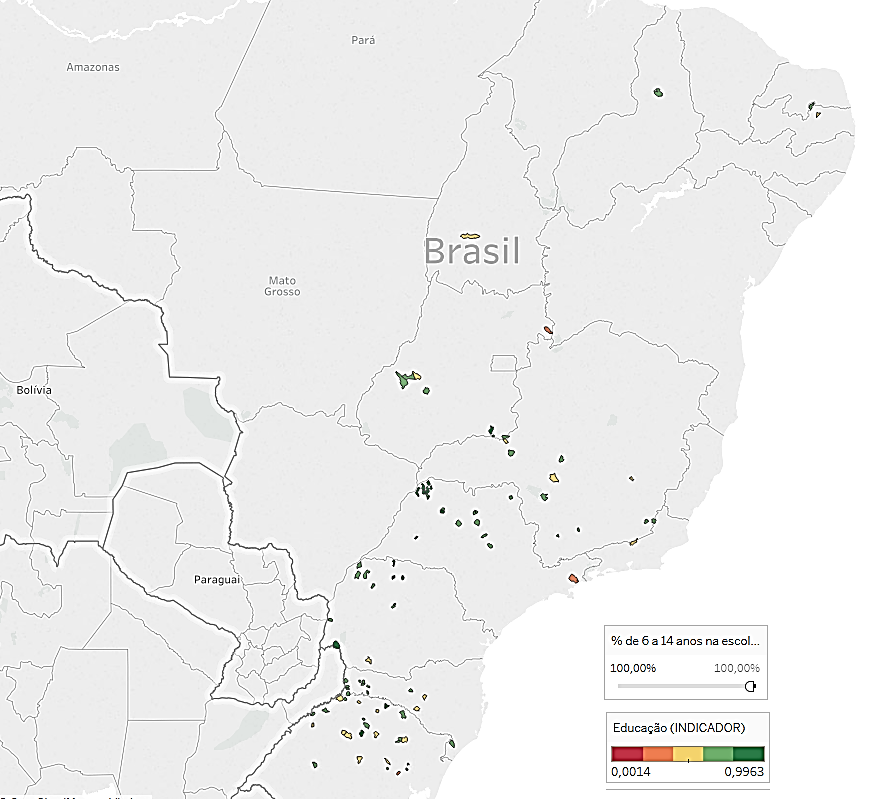 Pará
Amazonas
Brasil
Mato
Grosso
Bolívia
Paraguai
% de 6 a 14 anos na escol...
100,00% 100,00%
Educação (INDICADOR)
0,0014 0,9963